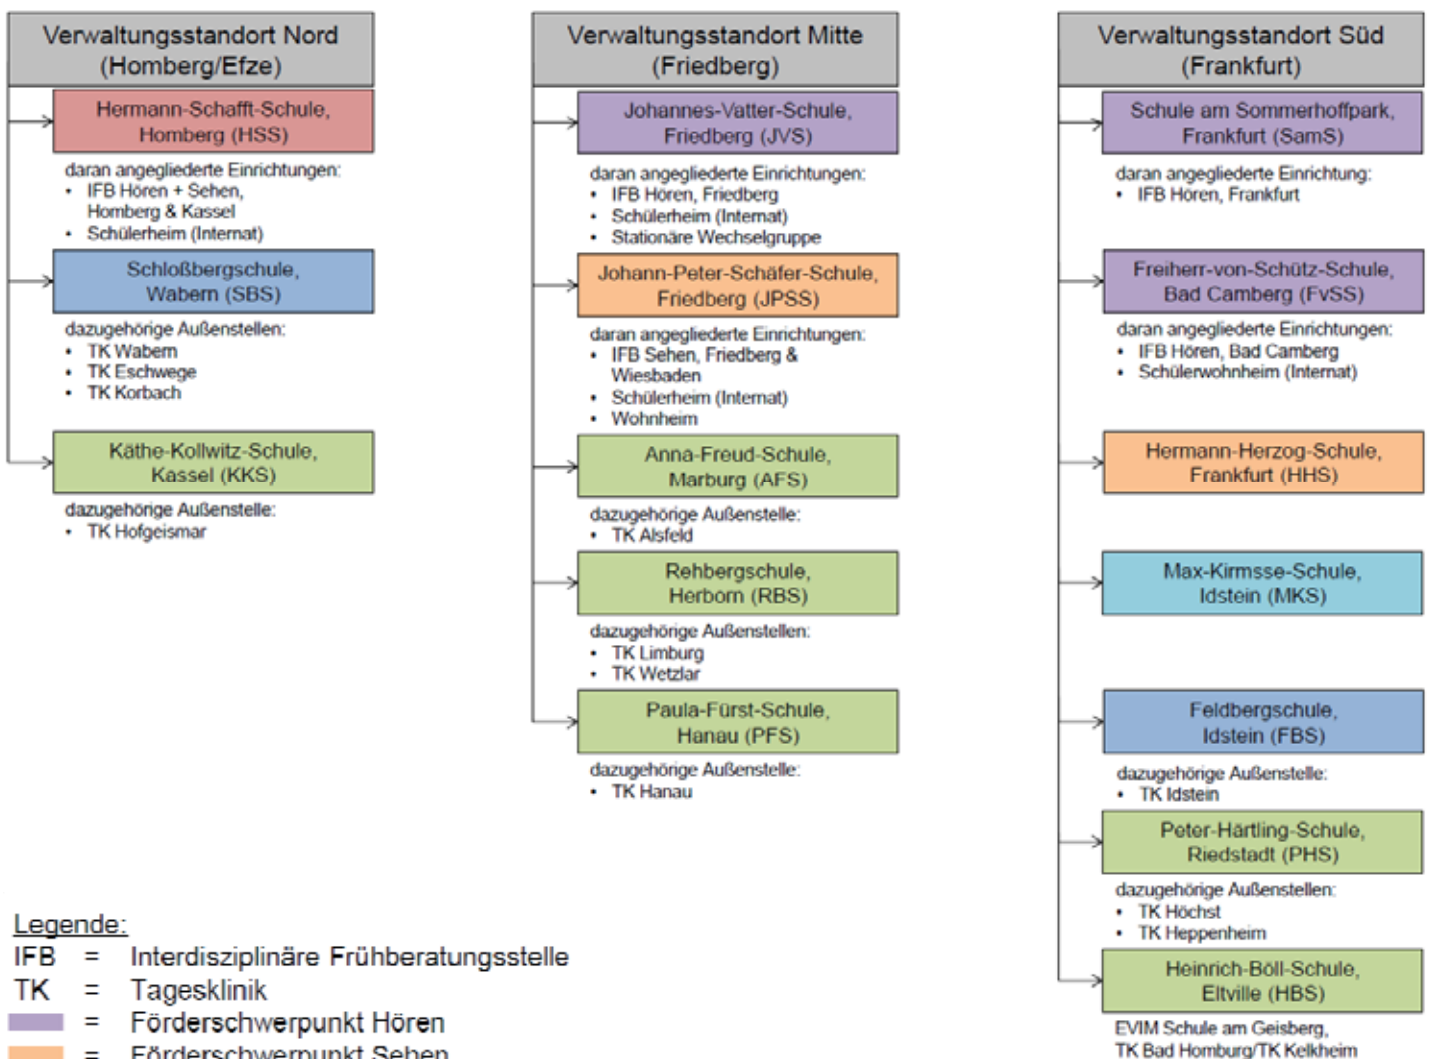 Verwaltungsstandort Nord
(Homberg/Efze)
Hermann-Schafft-Schule,
Homberg (HSS)
daran angegliederte Einrichtungen:
• IFB Hören + Sehen,
Homberg & Kassel
• Schülerheim (Internat)
Schloßbergschule,
Wabern (SBS)
dazugehörige Außenstellen:
• TK Wabern
• TK Eschwege
• TK Korbach
Käthe-Kollwitz-Schule,
Kassel (KKS)
dazugehörige Außenstelle:
• TK Hofgeismar
Verwaltungsstandort Mitte
(Friedberg)
Johannes-Vatter-Schule,
Friedberg (JVS)
daran angegliederte Einrichtungen:
• IFB Hören, Friedberg
• Schülerheim (Internat)
• Stationäre Wechselgruppe
Johann-Peter-Schäfer-Schule,
Friedberg (JPSS)
daran angegliederte Einrichtungen:
• IFB Sehen, Friedberg &
Wiesbaden
• Schülerheim (Internat)
• Wohnheim
Anna-Freud-Schule,
Marburg (AFS)
dazugehörige Außenstelle:
• TK Alsfeld
Rehbergschule,
Herborn (RBS)
dazugehörige Außenstellen:
• TK Limburg
• TK Wetzlar
Paula-Fürst-Schule,
Hanau (PFS)
dazugehörige Außenstelle:
• TK Hanau
Verwaltungsstandort Süd
(Frankfurt)
Schule am Sommerhoffpark,
Frankfurt (SamS)
daran angegliederte Einrichtung:
• IFB Hören, Frankfurt
Freiherr-von-Schütz-Schule,
Bad Camberg (FvSS)
daran angegliederte Einrichtungen:
• IFB Hören, Bad Camberg
• Schülerwohnheim (Internat)
Hermann-Herzog-Schule,
Frankfurt (HHS)
Max-Kirmsse-Schule,
Idstein (MKS)
Feldbergschule,
Idstein (FBS)
dazugehörige Außenstelle:
• TK Idstein
Peter-Härtling-Schule,
Riedstadt (PHS)
dazugehörige Außenstellen:
• TK Höchst
• TK Heppenheim
Heinrich-Böll-Schule,
Eltville (HBS)
EVIM Schule am Geisberg,
TK Bad Homburg/TK Kelkheim
Legende:
IFB = Interdisziplinäre Frühberatungsstelle
TK = Tagesklinik
= Förderschwerpunkt Hören
= Förderschwerpunkt Sehen